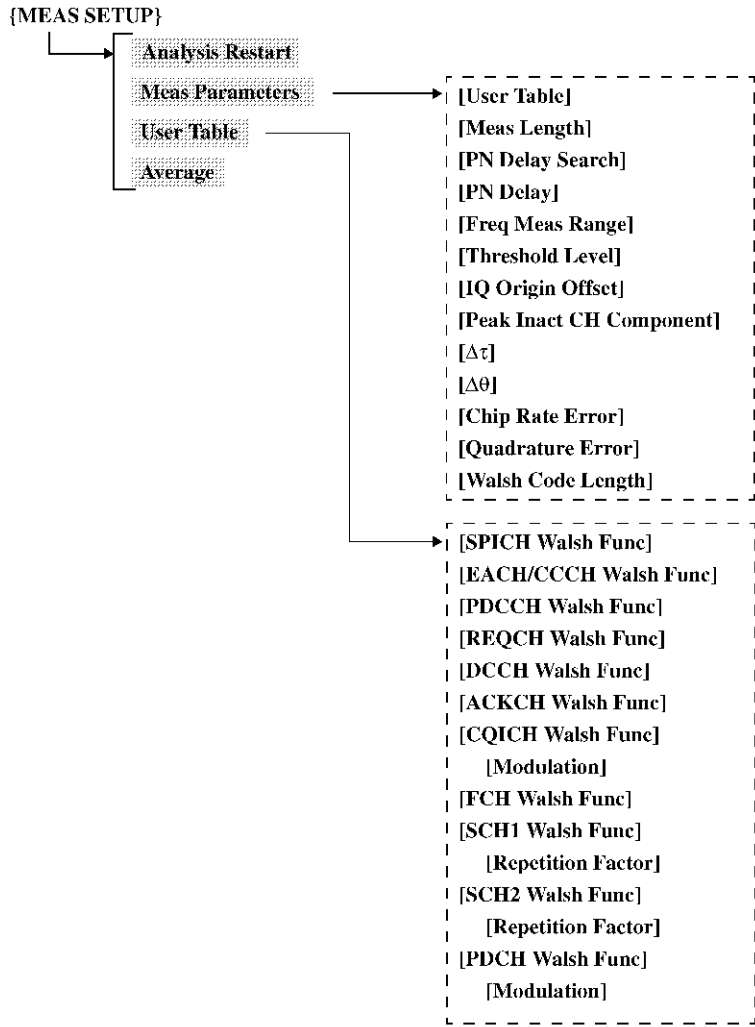 {MEAS SETUP}
Analysis Restart
Meas Parameters
User Table
Average
[User Table]
[Meas Length]
[PN Delay Search]
[PN Delay]
[Freq Meas Range]
[Threshold Level]
[IQ Origin Offset]
[Peak Inact CH Component]
[Δτ]
[Δθ]
[Chip Rate Error]
[Quadrature Error]
[Walsh Code Length]
[SPICH Walsh Func]
[EACH/CCCH Walsh Func]
[PDCCH Walsh Func]
[REQCH Walsh Func]
[DCCH Walsh Func]
[ACKCH Walsh Func]
[CQICH Walsh Func]
[Modulation]
[FCH Walsh Func]
[SCH1 Walsh Func]
[Repetition Factor]
[SCH2 Walsh Func]
[Repetition Factor]
[PDCH Walsh Func]
[Modulation]